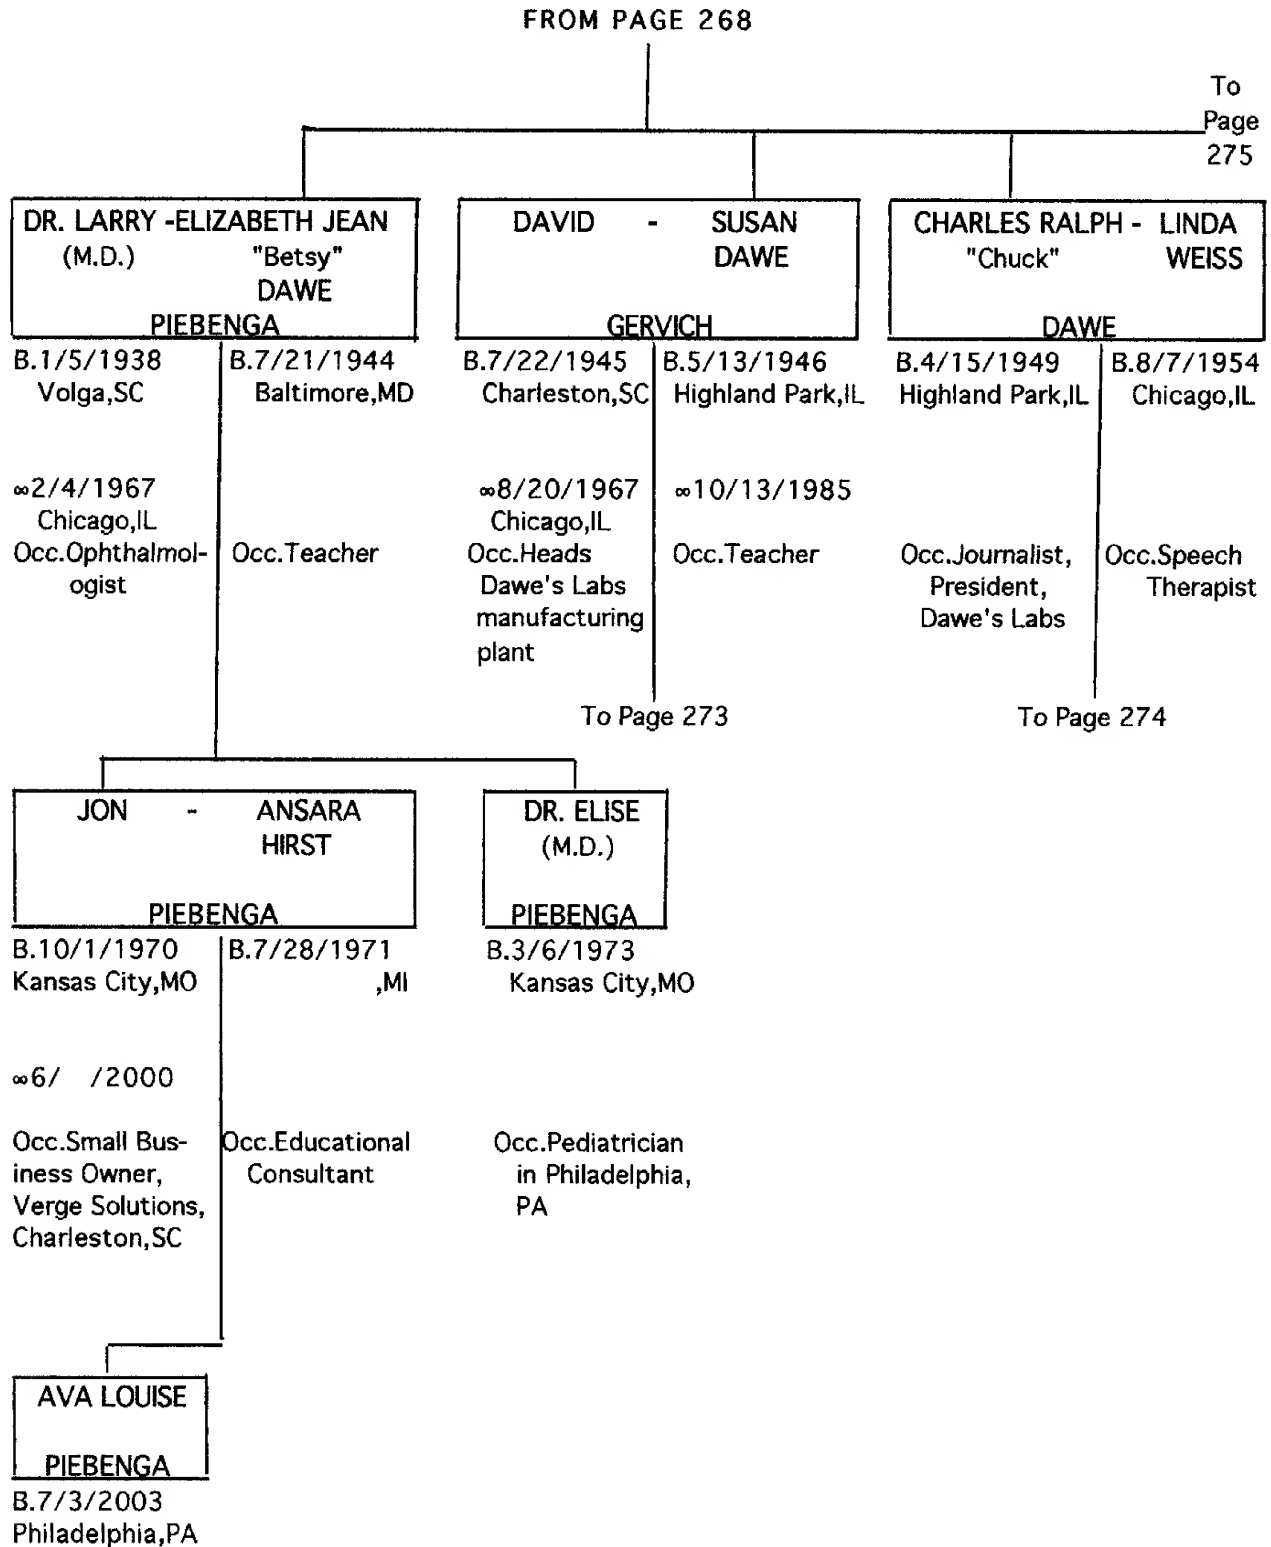 FROM PAGE 268
To
Page
275
DR. LARRY -ELIZABETH JEAN
(M.D.) "Betsy"
DAWE
PIEBENGA
B.1/5/1938 B.7/21/1944
Volga,SC Baltimore,MD
∞2/4/1967
Chicago,IL
Occ.Ophthalmol- Occ.Teacher
ogist
DAVID - SUSAN
DAWE
GERVICH
B.7/22/1945 B.5/13/1946
Charleston,SC Highland Park,IL
∞8/20/1967 ∞10/13/1985
Chicago,IL
Occ.Heads Occ.Teacher
Dawe's Labs
manufacturing
plant
To Page 273
CHARLES RALPH - LINDA
"Chuck" WEISS
DAWE
B.4/15/1949 B.8/7/1954
Highland Park,IL Chicago,IL
Occ.Journalist, Occ.Speech
President, Therapist
Dawe's Labs
To Page 274
JON - ANSARA
HIRST
PIEBENGA
B.10/1/1970 B.7/28/1971
Kansas City,MO ,MI
∞6/ /2000
Occ.Small Bus- Occ.Educational
iness Owner, Consultant
Verge Solutions,
Charleston,SC
DR. ELISE
(M.D.)
PIEBENGA
B.3/6/1973
Kansas City,MO
Occ.Pediatrician
in Philadelphia,
PA
AVA LOUISE
PIEBENGA
B.7/3/2003
Philadelphia,PA